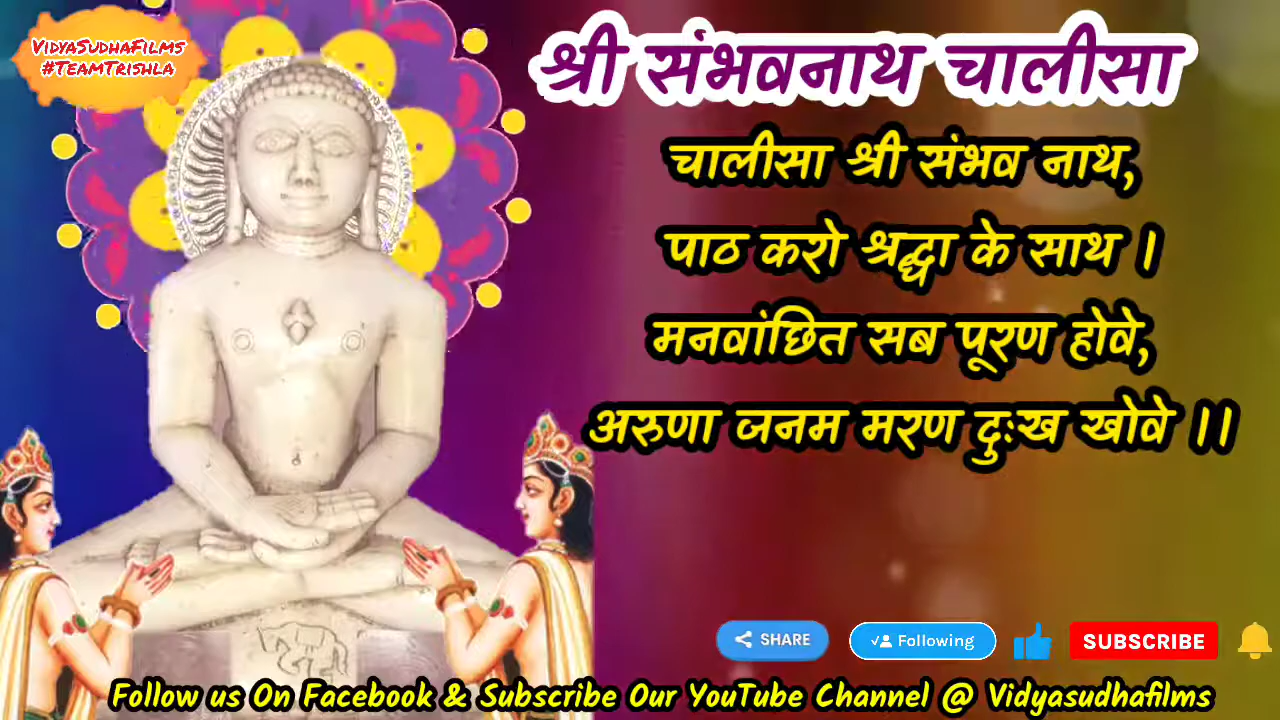 VidyaSudhaFilms
#TeamTrishla
श्री संभवनाथ चालीसा
चालीसा श्री संभव नाथ,
पाठ करो श्रद्धा के साथ ।
मनवांछित सब पूरण होवे,
अरुणा जनम मरण दुःख खोवे ।।
SHARE
Following
SUBSCRIBE
Follow us On Facebook & Subscribe Our YouTube Channel @ Vidyasudhafilms